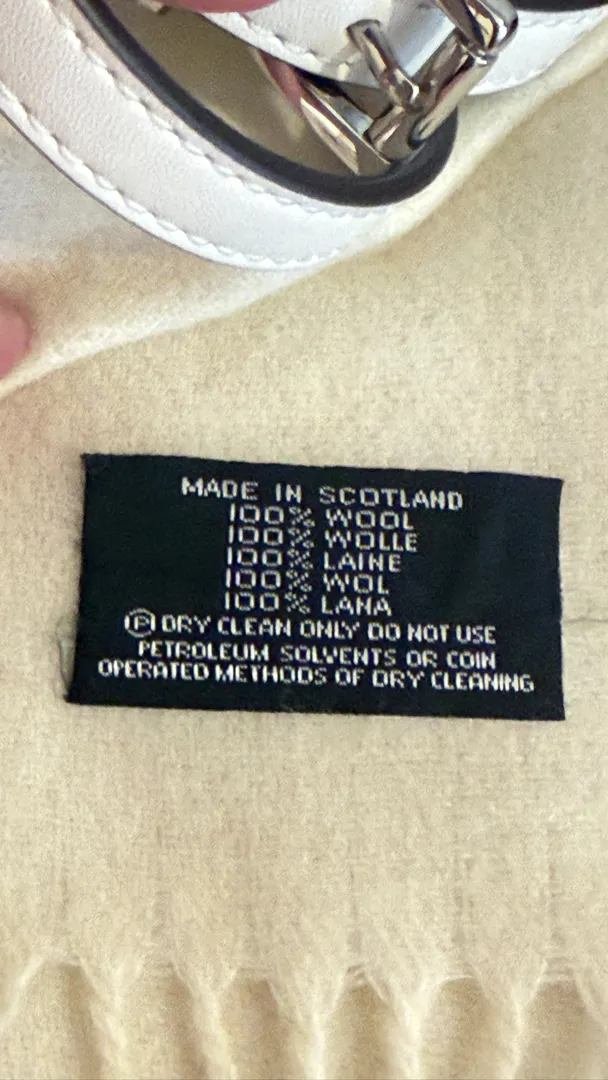 MADE IN SCOTLAND
100% WOOL
100% WOLLE
100% LAINE
100% WOL
100% LANA
Ⓟ DRY CLEAN ONLY DO NOT USE
PETROLEUM SOLVENTS OR COIN
OPERATED METHODS OF DRY CLEANING